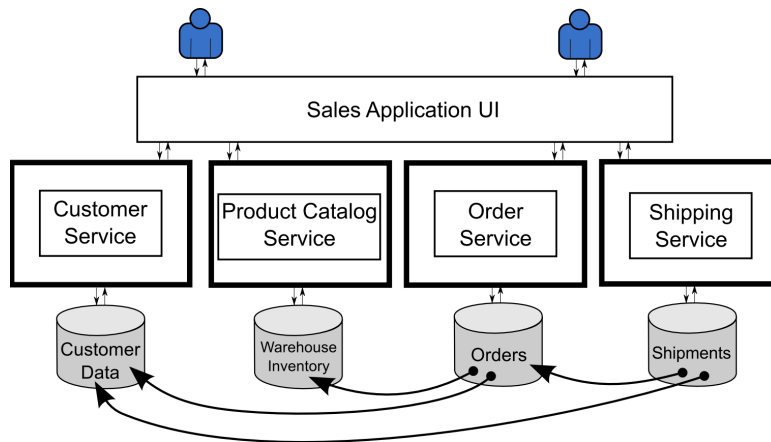 Sales Application UI
Customer
Service
Product Catalog
Service
Order
Service
Shipping
Service
Customer
Data
Warehouse
Inventory
Orders
Shipments